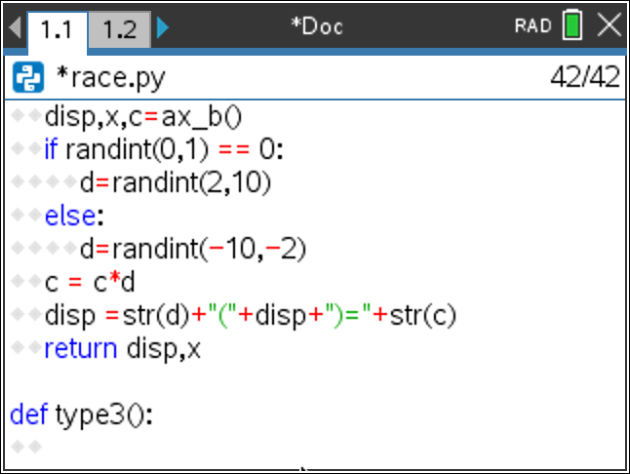 1.1 1.2 *Doc RAD
*race.py 42/42
disp,x,c=ax_b()
if randint(0,1) == 0:
d=randint(2,10)
else:
d=randint(-10,-2)
c = c*d
disp =str(d)+"("+disp+")="+str(c)
return disp,x
def type3():